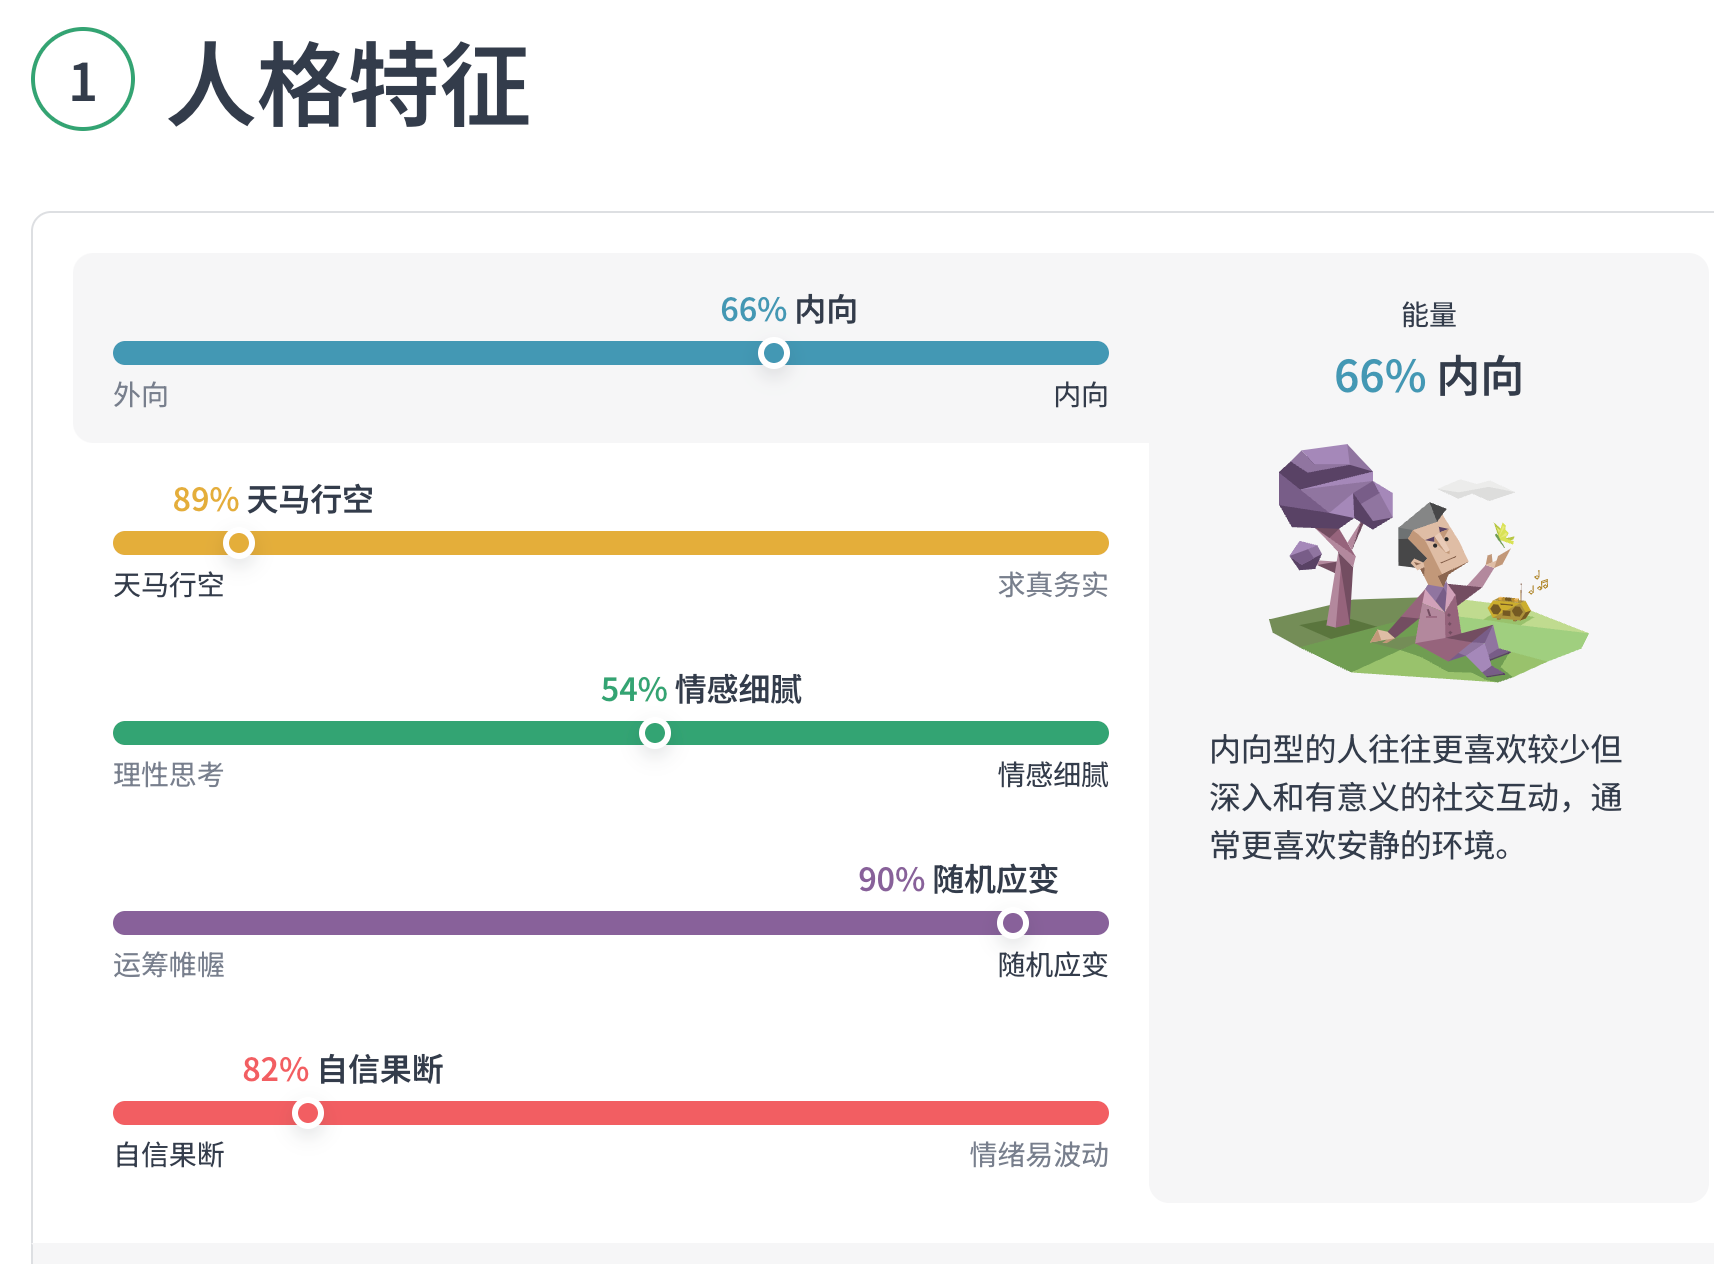 1
人格特征
66% 内向
外向
内向
89% 天马行空
天马行空
求真务实
54% 情感细腻
理性思考
情感细腻
90% 随机应变
运筹帷幄
随机应变
82% 自信果断
自信果断
情绪易波动
能量
66% 内向
内向型的人往往更喜欢较少但
深入和有意义的社交互动，通
常更喜欢安静的环境。